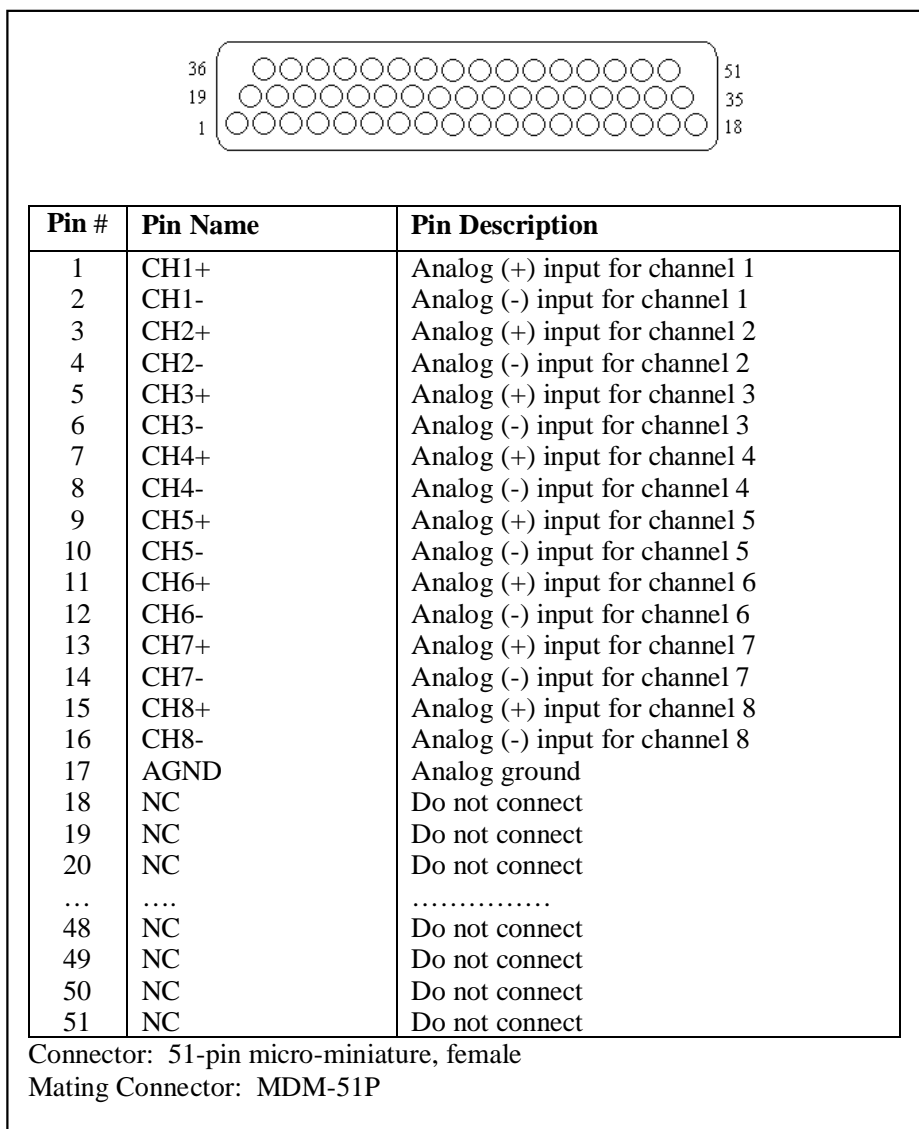 36 51
19 35
1 18
Pin # Pin Name Pin Description
1 CH1+ Analog (+) input for channel 1
2 CH1- Analog (-) input for channel 1
3 CH2+ Analog (+) input for channel 2
4 CH2- Analog (-) input for channel 2
5 CH3+ Analog (+) input for channel 3
6 CH3- Analog (-) input for channel 3
7 CH4+ Analog (+) input for channel 4
8 CH4- Analog (-) input for channel 4
9 CH5+ Analog (+) input for channel 5
10 CH5- Analog (-) input for channel 5
11 CH6+ Analog (+) input for channel 6
12 CH6- Analog (-) input for channel 6
13 CH7+ Analog (+) input for channel 7
14 CH7- Analog (-) input for channel 7
15 CH8+ Analog (+) input for channel 8
16 CH8- Analog (-) input for channel 8
17 AGND Analog ground
18 NC Do not connect
19 NC Do not connect
20 NC Do not connect
… …. ……………
48 NC Do not connect
49 NC Do not connect
50 NC Do not connect
51 NC Do not connect
Connector: 51-pin micro-miniature, female
Mating Connector: MDM-51P